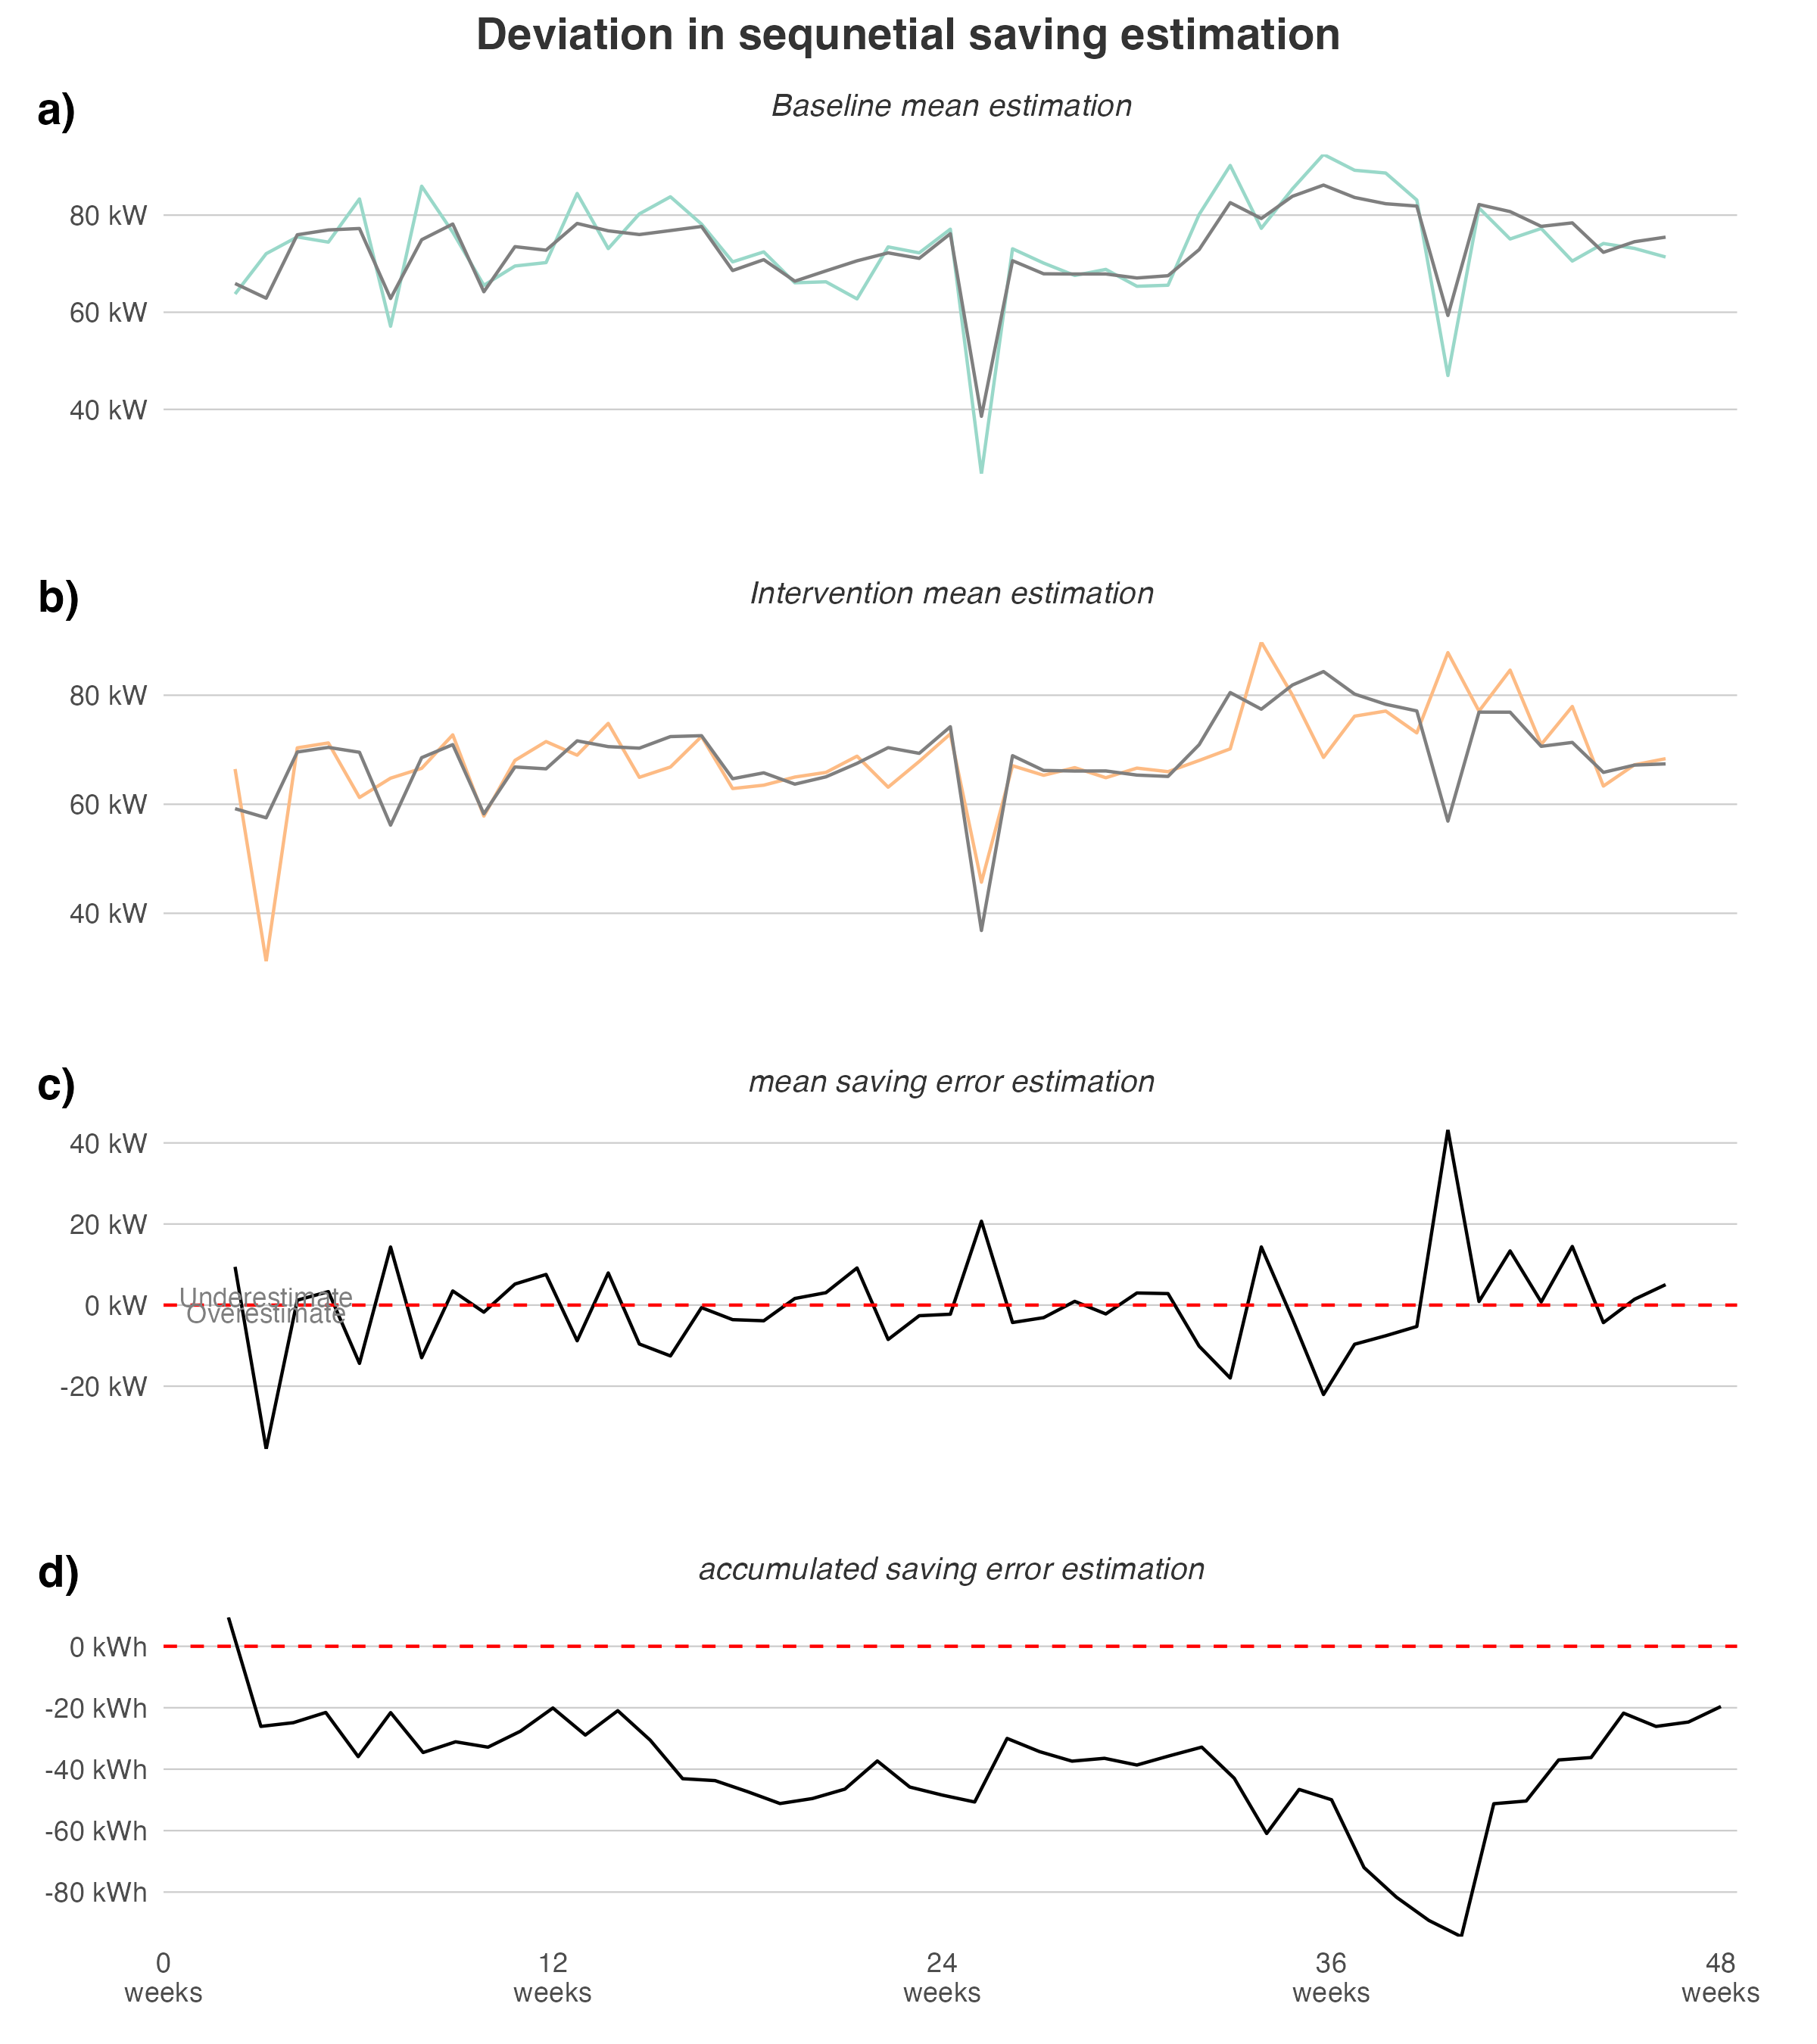 Deviation in sequnetial saving estimation
a)
Baseline mean estimation
80 kW
60 kW
40 kW
b)
Intervention mean estimation
80 kW
60 kW
40 kW
c)
mean saving error estimation
40 kW
20 kW
0 kW
-20 kW
Underestimate
Overestimate
d)
accumulated saving error estimation
0 kWh
-20 kWh
-40 kWh
-60 kWh
-80 kWh
0 12 24 36 48
weeks weeks weeks weeks weeks